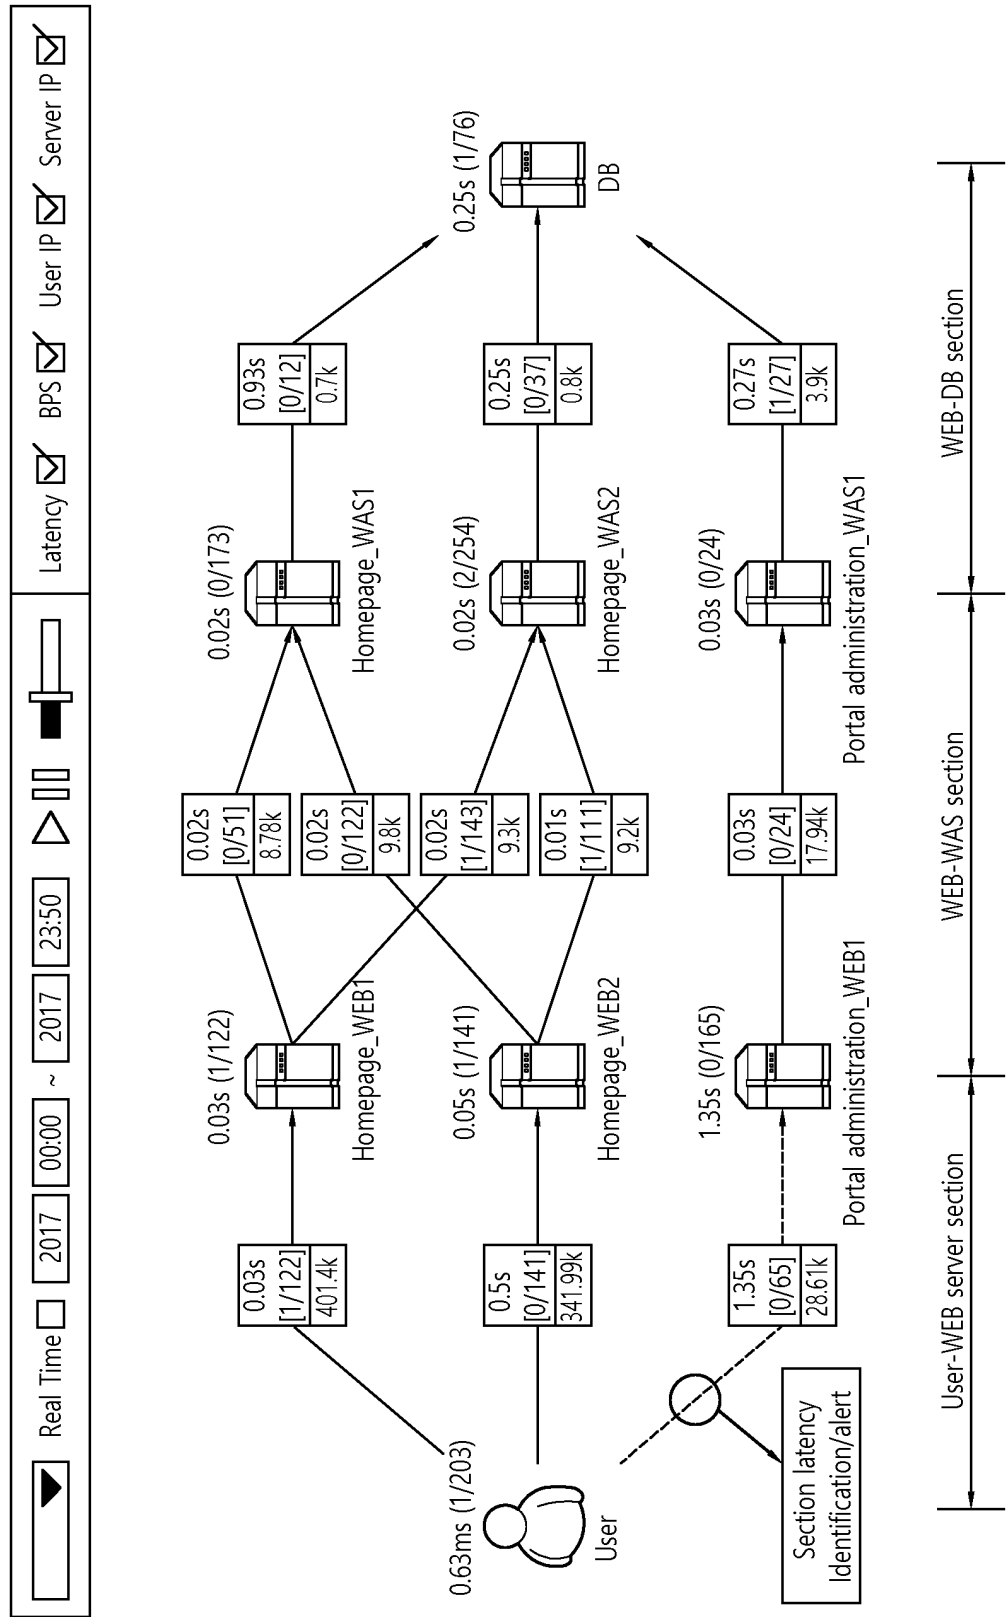 Real Time
2017
00:00
~
2017
23:50
Latency
BPS
User IP
Server IP
0.63ms (1/203)
User
Section latency
Identification/alert
0.03s
[1/122]
401.4k
0.5s
[0/141]
341.99k
1.35s
[0/65]
28.61k
0.03s (1/122)
Homepage_WEB1
0.05s (1/141)
Homepage_WEB2
1.35s (0/165)
Portal administration_WEB1
0.02s
[0/51]
8.78k
0.02s
[0/122]
9.8k
0.02s
[1/143]
9.3k
0.01s
[1/111]
9.2k
0.03s
[0/24]
17.94k
0.02s (0/173)
Homepage_WAS1
0.02s (2/254)
Homepage_WAS2
0.03s (0/24)
Portal administration_WAS1
0.93s
[0/12]
0.7k
0.25s
[0/37]
0.8k
0.27s
[1/27]
3.9k
0.25s (1/76)
DB
User-WEB server section
WEB-WAS section
WEB-DB section